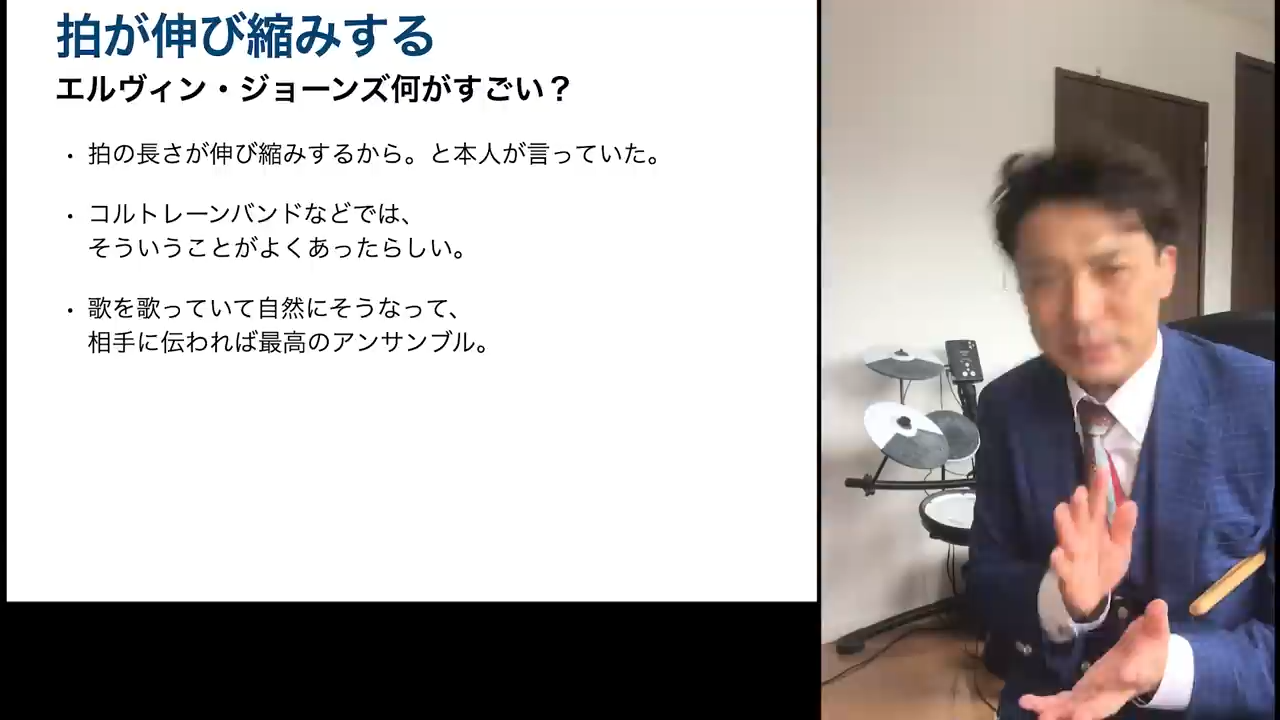 拍が伸び縮みする
エルヴィン・ジョーンズ何がすごい？
・拍の長さが伸び縮みするから。と本人が言っていた。
・コルトレーンバンドなどでは、
そういうことがよくあったらしい。
・歌を歌っていて自然にそうなって、
相手に伝われば最高のアンサンブル。